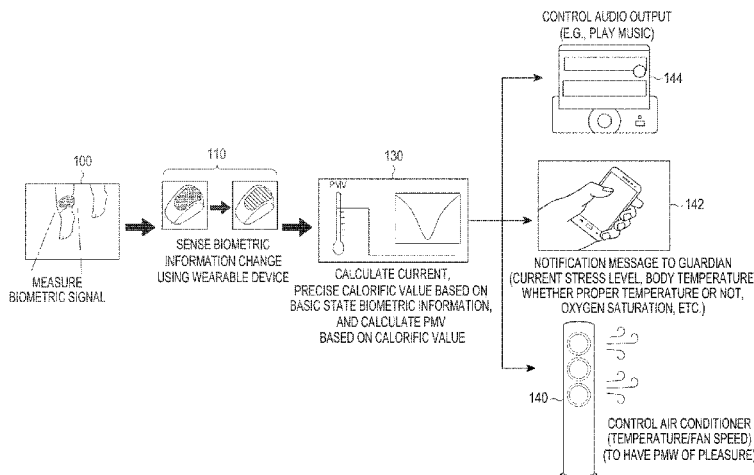 CONTROL AUDIO OUTPUT
(E.G., PLAY MUSIC)
144
100
110
130
PMV
142
MEASURE
BIOMETRIC SIGNAL
SENSE BIOMETRIC
INFORMATION CHANGE
USING WEARABLE DEVICE
CALCULATE CURRENT,
PRECISE CALORIFIC VALUE BASED ON
BASIC STATE BIOMETRIC INFORMATION,
AND CALCULATE PMV
BASED ON CALORIFIC VALUE
NOTIFICATION MESSAGE TO GUARDIAN
(CURRENT STRESS LEVEL, BODY TEMPERATURE
WHETHER PROPER TEMPERATURE OR NOT,
OXYGEN SATURATION, ETC.)
140
CONTROL AIR CONDITIONER
(TEMPERATURE/FAN SPEED)
(TO HAVE PMW OF PLEASURE)